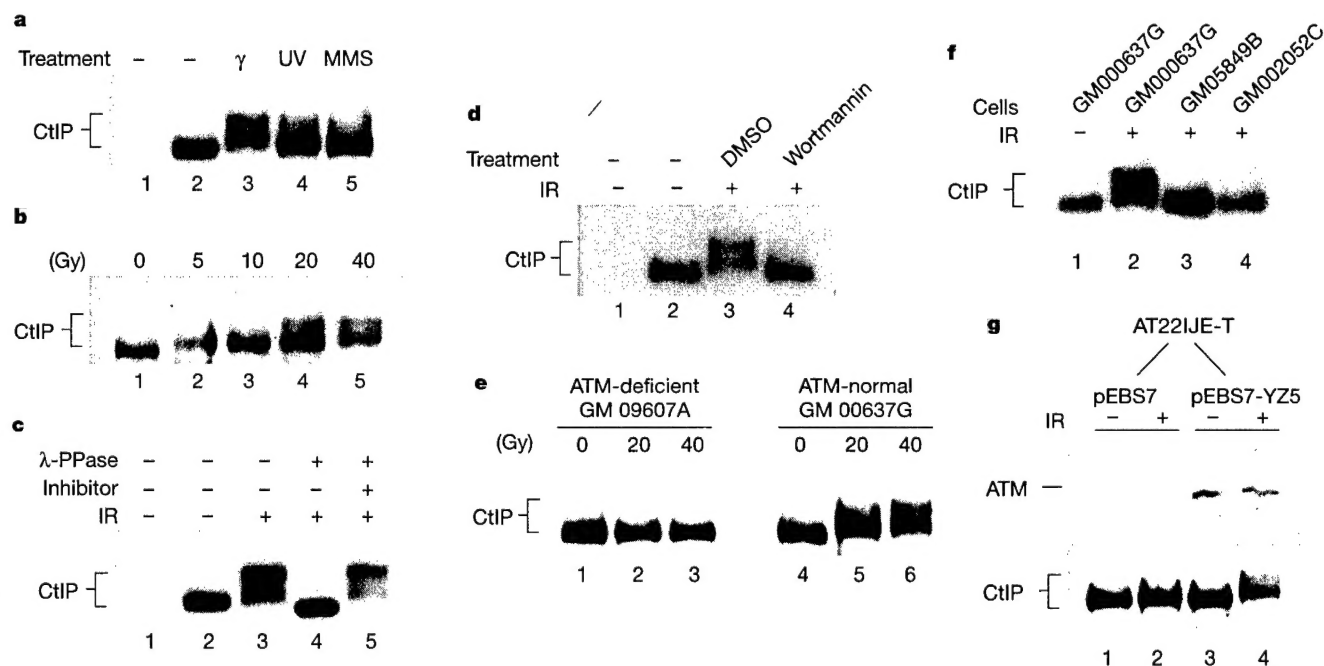 a
Treatment – – γ UV MMS
CtIP
1 2 3 4 5
b
(Gy) 0 5 10 20 40
CtIP
1 2 3 4 5
c
λ-PPase – – – + +
Inhibitor – – – – +
IR – – + + +
CtIP
1 2 3 4 5
d
Treatment – – DMSO Wortmannin
IR – – + +
CtIP
1 2 3 4
e
ATM-deficient ATM-normal
GM 09607A GM 00637G
(Gy) 0 20 40 0 20 40
CtIP
1 2 3 4 5 6
f
Cells GM000637G GM000637G GM05849B GM002052C
IR – + + +
CtIP
1 2 3 4
g
AT22IJE-T
pEBS7 pEBS7-YZ5
IR – + – +
ATM
CtIP
1 2 3 4